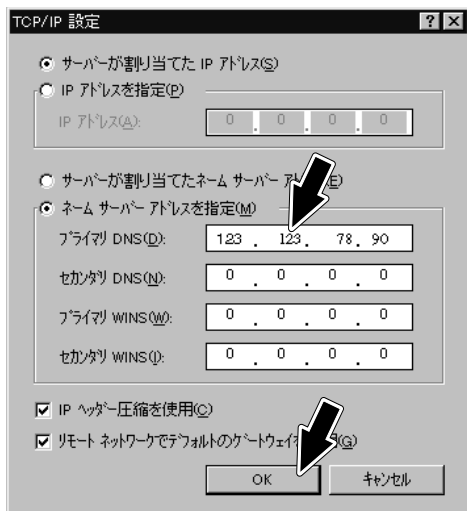 TCP/IP 設定
サーバーが割り当てた IP アドレス(S)
IP アドレスを指定(P)
IP アドレス(A): 0 . 0 . 0 . 0
サーバーが割り当てたネーム サーバー アE)
ネーム サーバー アドレスを指定(M)
プライマリ DNS(D): 123 . 123 . 78 . 90
セカンダリ DNS(N): 0 . 0 . 0 . 0
プライマリ WINS(W): 0 . 0 . 0 . 0
セカンダリ WINS(I): 0 . 0 . 0 . 0
IP ヘッダー圧縮を使用(C)
リモート ネットワークでデフォルトのゲートウェイを(G)
OK キャンセル